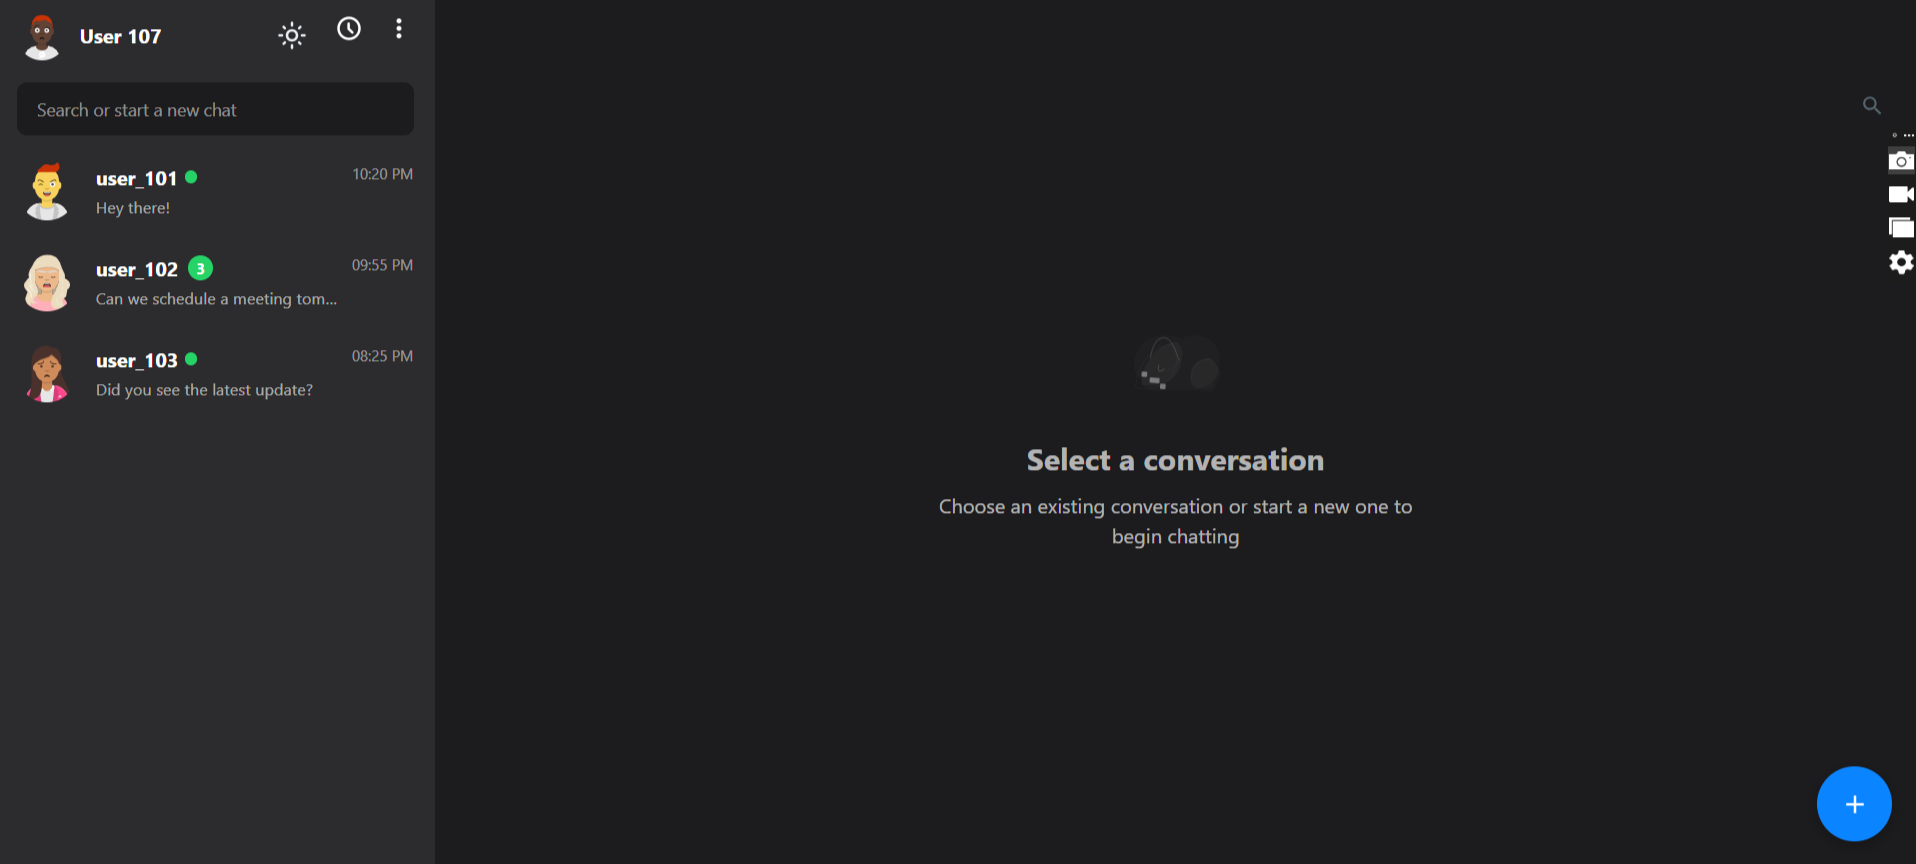 User 107
Search or start a new chat
user_101
10:20 PM
Hey there!
user_102
3
09:55 PM
Can we schedule a meeting tom...
user_103
08:25 PM
Did you see the latest update?
Select a conversation
Choose an existing conversation or start a new one to
begin chatting